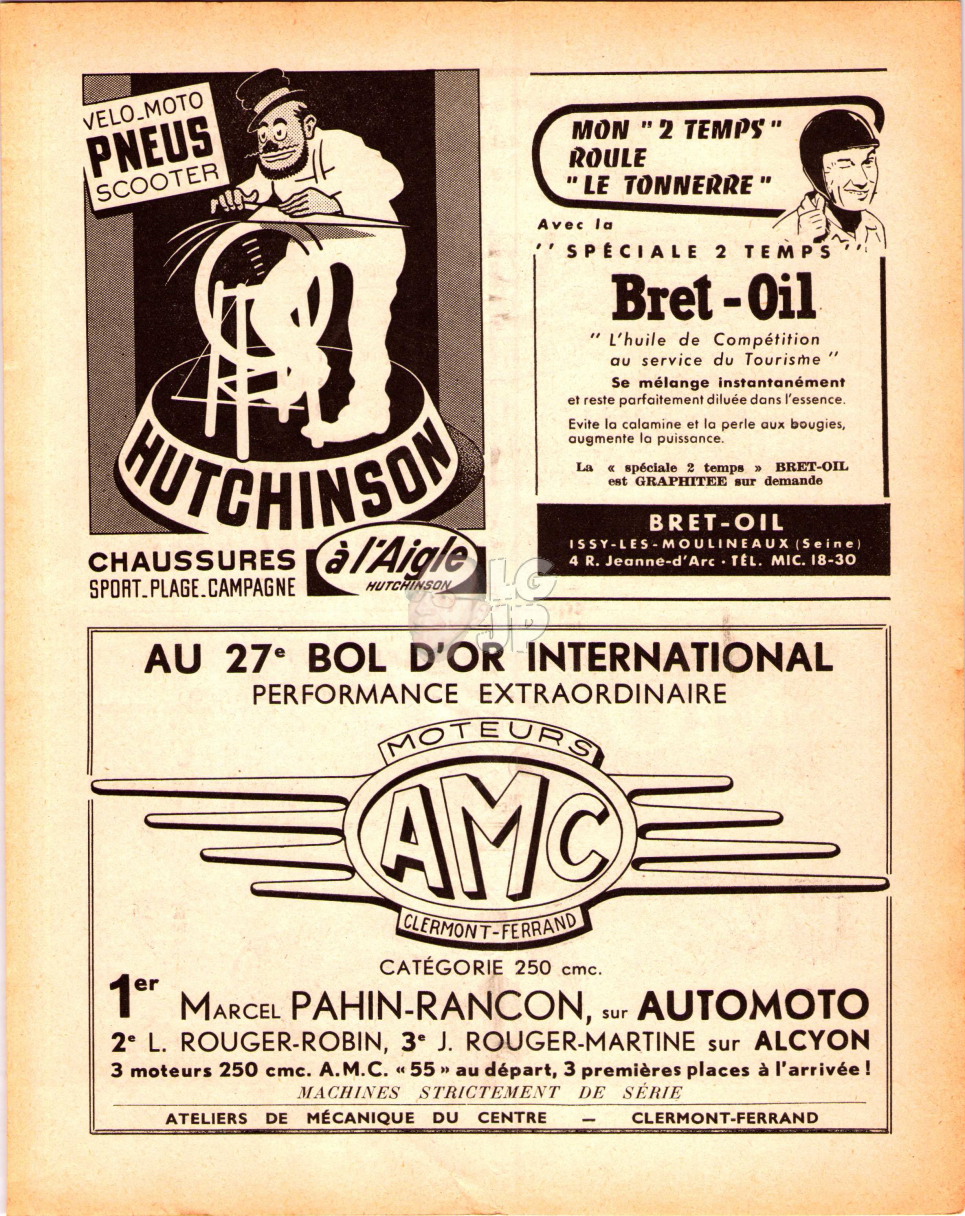 VELO_MOTO
PNEUS
SCOOTER
HUTCHINSON
CHAUSSURES
SPORT_PLAGE_CAMPAGNE
à l'Aigle
HUTCHINSON
MON "2 TEMPS"
ROULE
"LE TONNERRE"
Avec la
"SPÉCIALE 2 TEMPS"
Bret-Oil
"L'huile de Compétition
au service du Tourisme"
Se mélange instantanément
et reste parfaitement diluée dans l'essence.
Evite la calamine et la perle aux bougies,
augmente la puissance.
La « spéciale 2 temps » BRET-OIL
est GRAPHITEE sur demande
BRET-OIL
ISSY-LES-MOULINEAUX (Seine)
4 R. Jeanne-d'Arc · TÉL. MIC. 18-30
LG
JP
AU 27e BOL D'OR INTERNATIONAL
PERFORMANCE EXTRAORDINAIRE
MOTEURS
AMC
CLERMONT-FERRAND
CATÉGORIE 250 cmc.
1er MARCEL PAHIN-RANCON, sur AUTOMOTO
2e L. ROUGER-ROBIN, 3e J. ROUGER-MARTINE sur ALCYON
3 moteurs 250 cmc. A.M.C. « 55 » au départ, 3 premières places à l'arrivée !
MACHINES STRICTEMENT DE SÉRIE
ATELIERS DE MÉCANIQUE DU CENTRE — CLERMONT-FERRAND